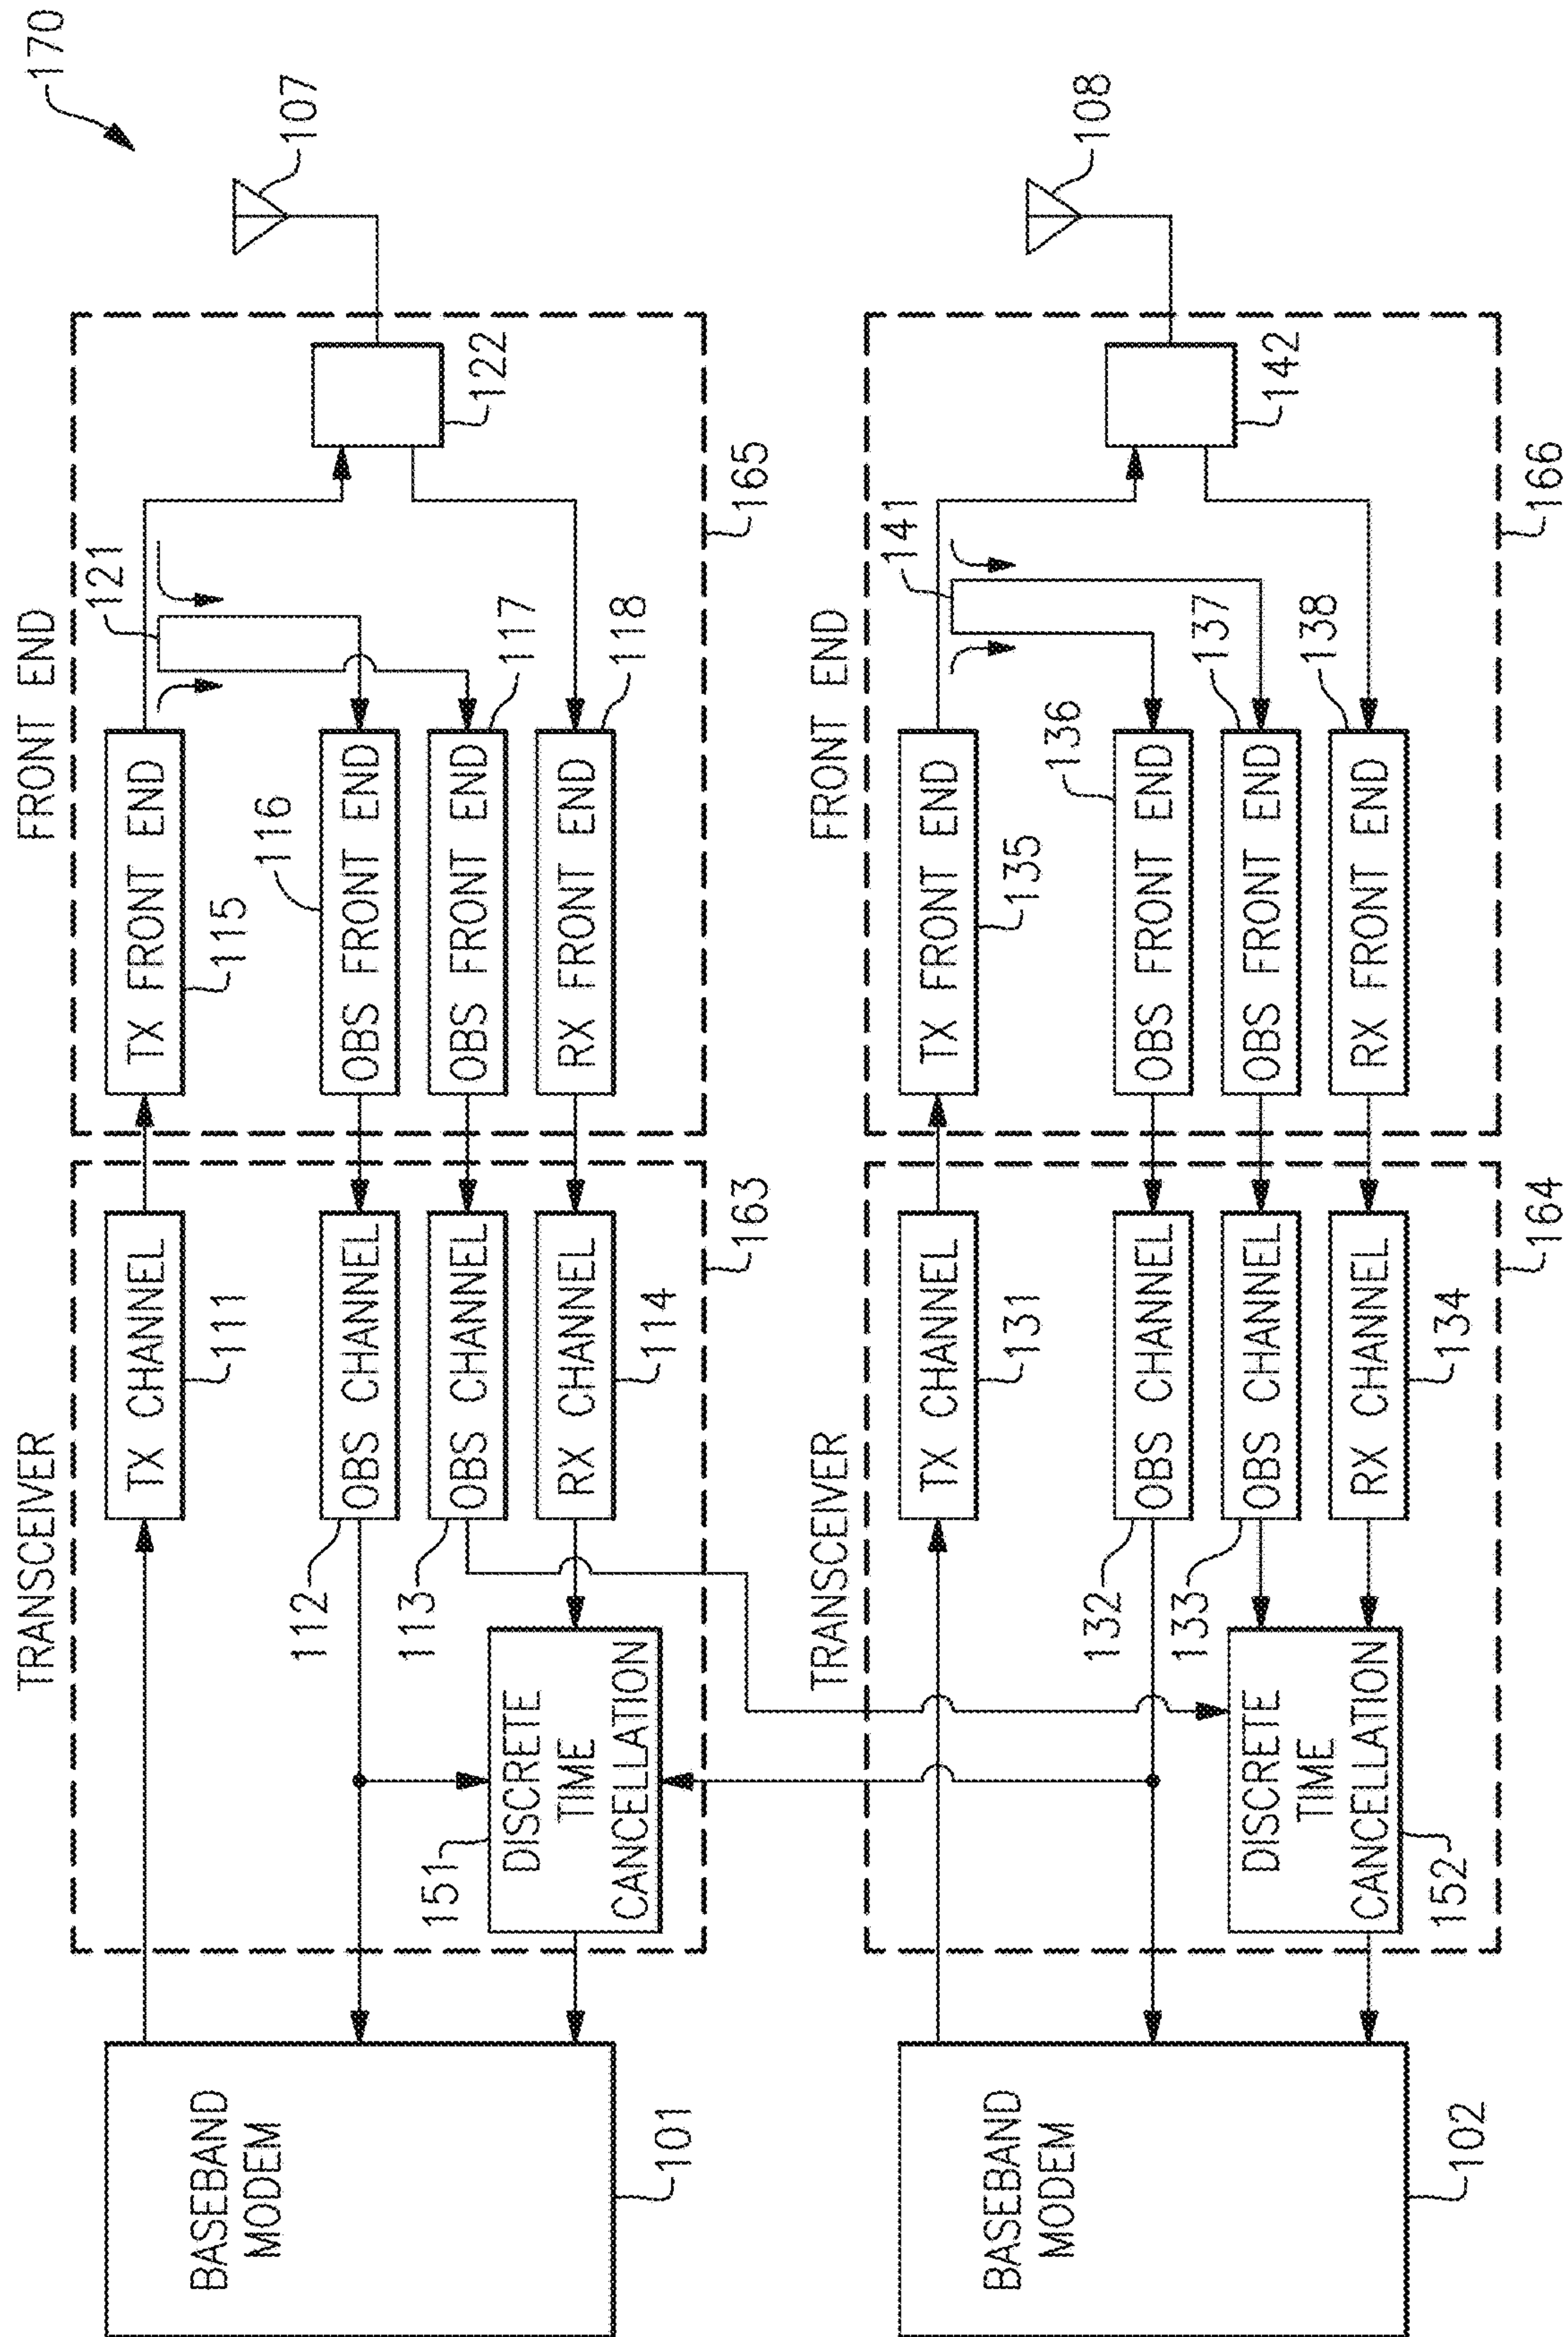 170
TRANSCEIVER
FRONT END
107
BASEBAND
MODEM
101
TX CHANNEL
111
TX FRONT END
115
121
122
112
OBS CHANNEL
116
OBS FRONT END
113
OBS CHANNEL
OBS FRONT END
117
151
DISCRETE
TIME
CANCELLATION
RX CHANNEL
114
RX FRONT END
118
163
165
TRANSCEIVER
FRONT END
108
BASEBAND
MODEM
102
TX CHANNEL
131
TX FRONT END
135
141
142
132
OBS CHANNEL
136
OBS FRONT END
133
OBS CHANNEL
OBS FRONT END
137
DISCRETE
TIME
CANCELLATION
152
RX CHANNEL
134
RX FRONT END
138
164
166